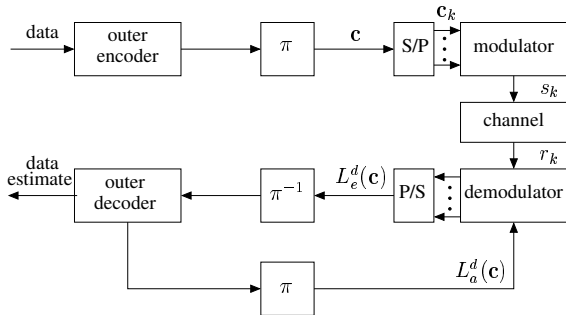 data
outer
encoder
π
c
S/P
c_k
modulator
s_k
channel
r_k
data
estimate
outer
decoder
π⁻¹
L_e^d(c)
P/S
demodulator
π
L_a^d(c)